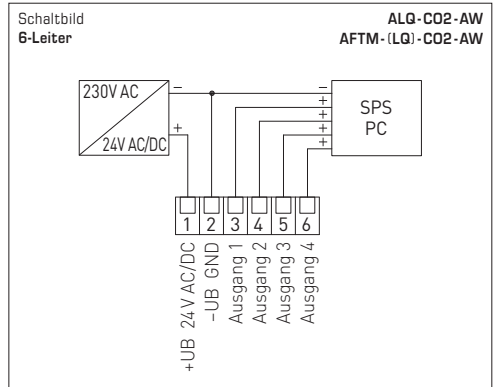 Schaltbild
6-Leiter
ALQ-CO2-AW
AFTM-(LQ)-CO2-AW
230V AC
24V AC/DC
−
+
−
+
+
+
+
SPS
PC
1 2 3 4 5 6
+UB 24V AC/DC
−UB GND
Ausgang 1
Ausgang 2
Ausgang 3
Ausgang 4